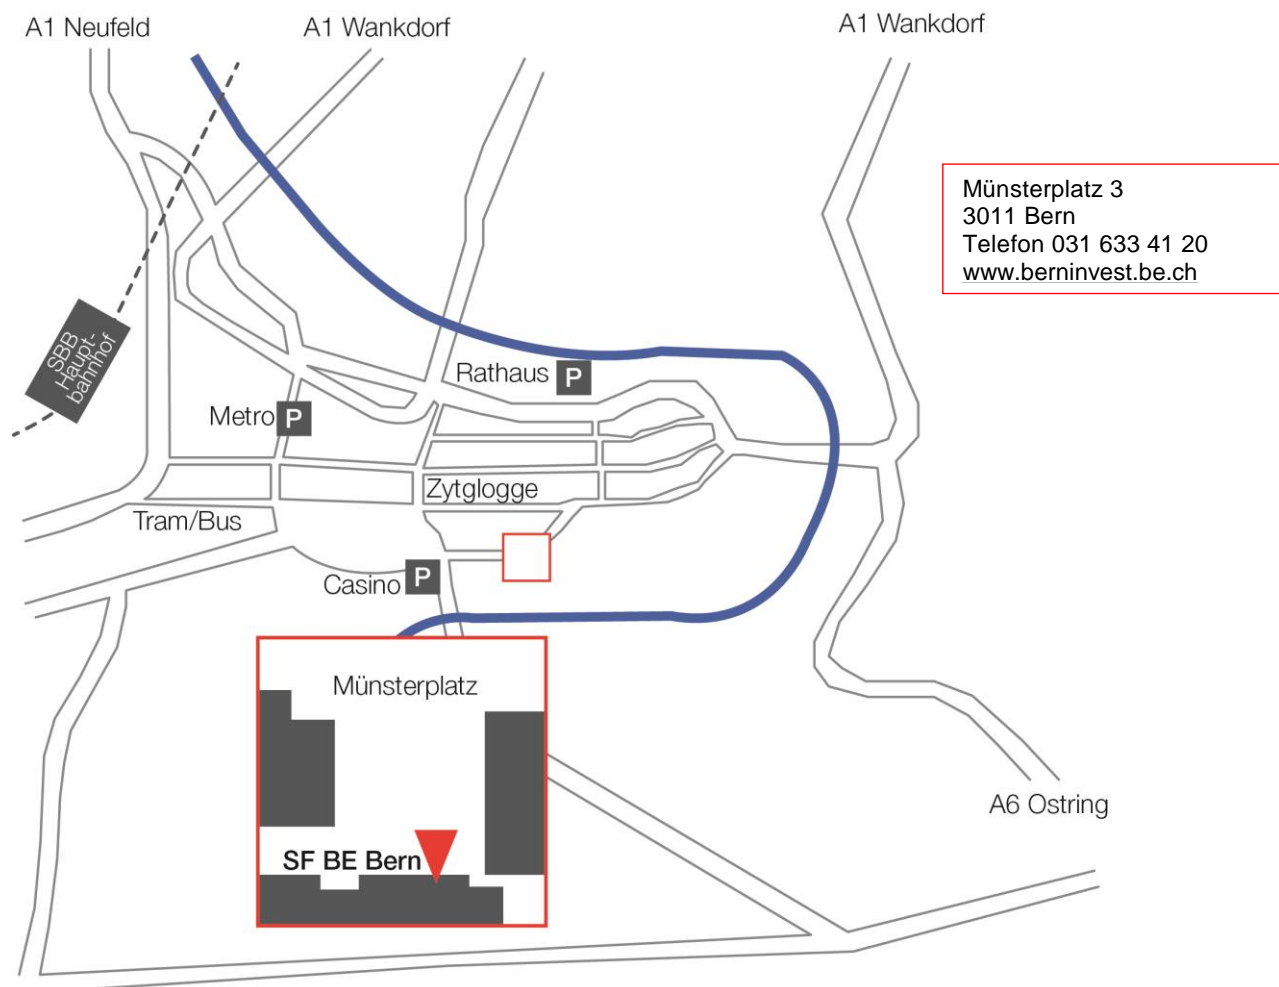 A1 Neufeld
A1 Wankdorf
A1 Wankdorf
Münsterplatz 3
3011 Bern
Telefon 031 633 41 20
www.berninvest.be.ch
SBB
Haupt-
bahnhof
Rathaus P
Metro P
Zytglogge
Tram/Bus
Casino P
Münsterplatz
A6 Ostring
SF BE Bern